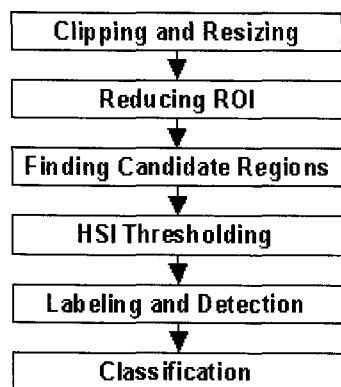 Clipping and Resizing
Reducing ROI
Finding Candidate Regions
HSI Thresholding
Labeling and Detection
Classification